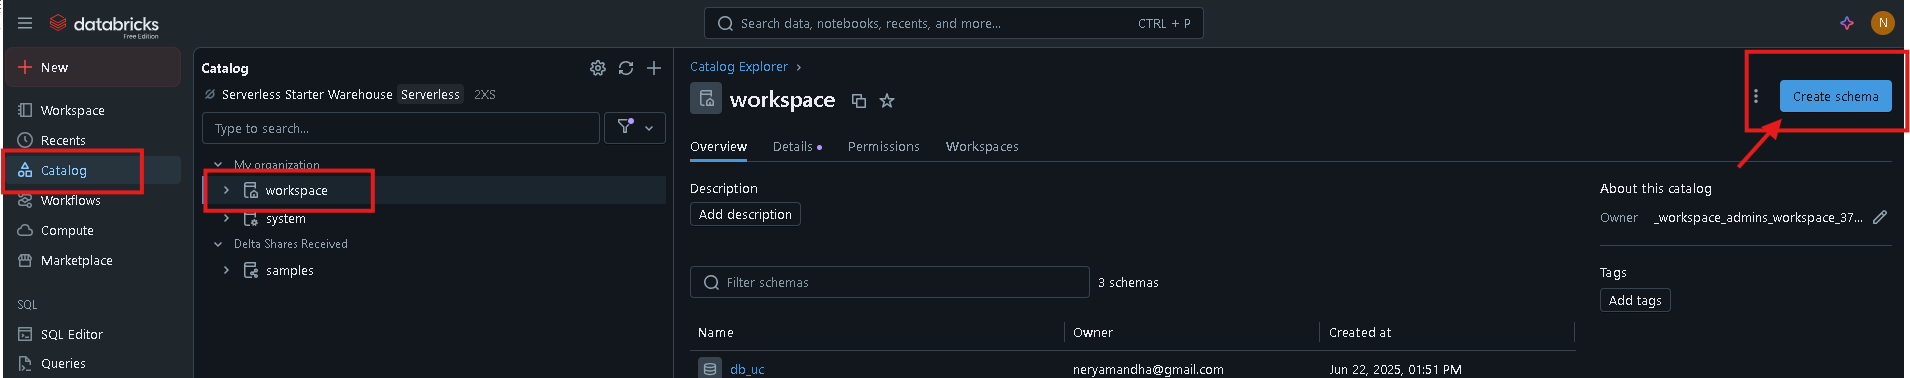 databricks
Free Edition
Search data, notebooks, recents, and more...
CTRL + P
N
New
Workspace
Recents
Catalog
Workflows
Compute
Marketplace
SQL
SQL Editor
Queries
Catalog
Serverless Starter Warehouse Serverless 2XS
Type to search...
My organization
workspace
system
Delta Shares Received
samples
Catalog Explorer ›
workspace
Create schema
Overview Details Permissions Workspaces
Description
Add description
Filter schemas
3 schemas
Name Owner Created at
db_uc neryamandha@gmail.com Jun 22, 2025, 01:51 PM
About this catalog
Owner _workspace_admins_workspace_37...
Tags
Add tags